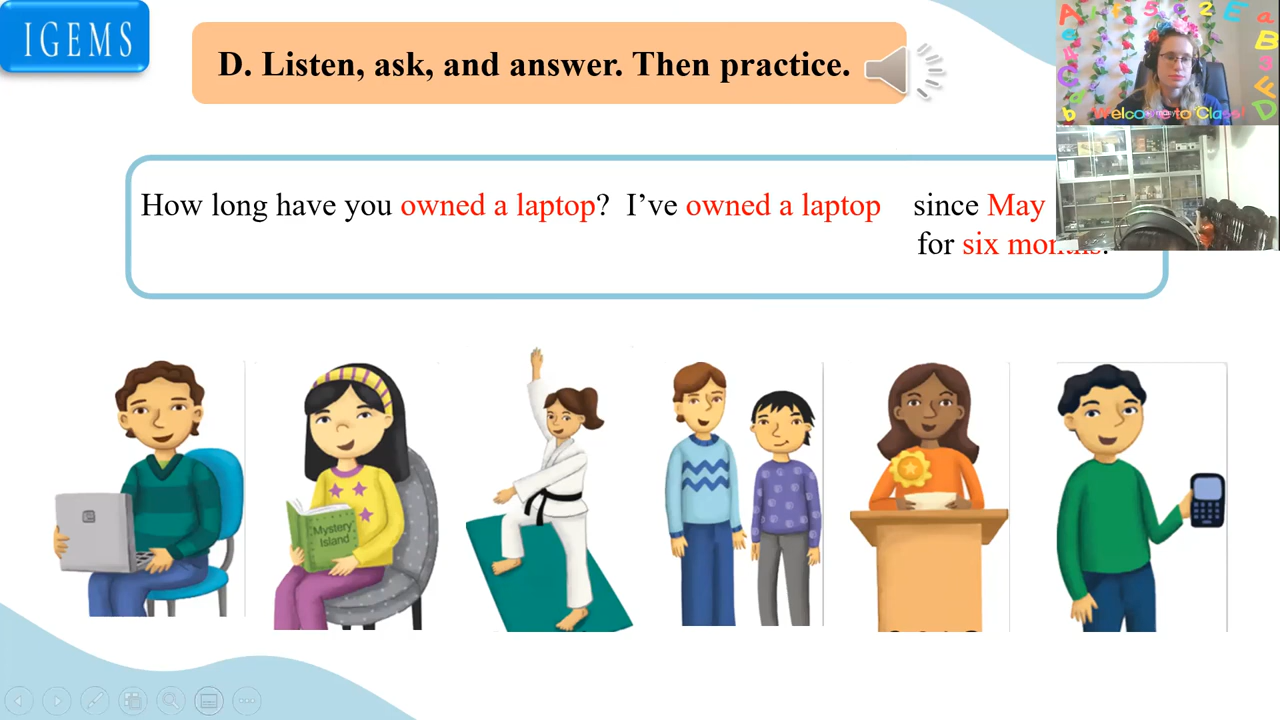 IGEMS
D. Listen, ask, and answer. Then practice.
Welcome to Class!
How long have you owned a laptop? I've owned a laptop since May
for six months.
Mystery
Island